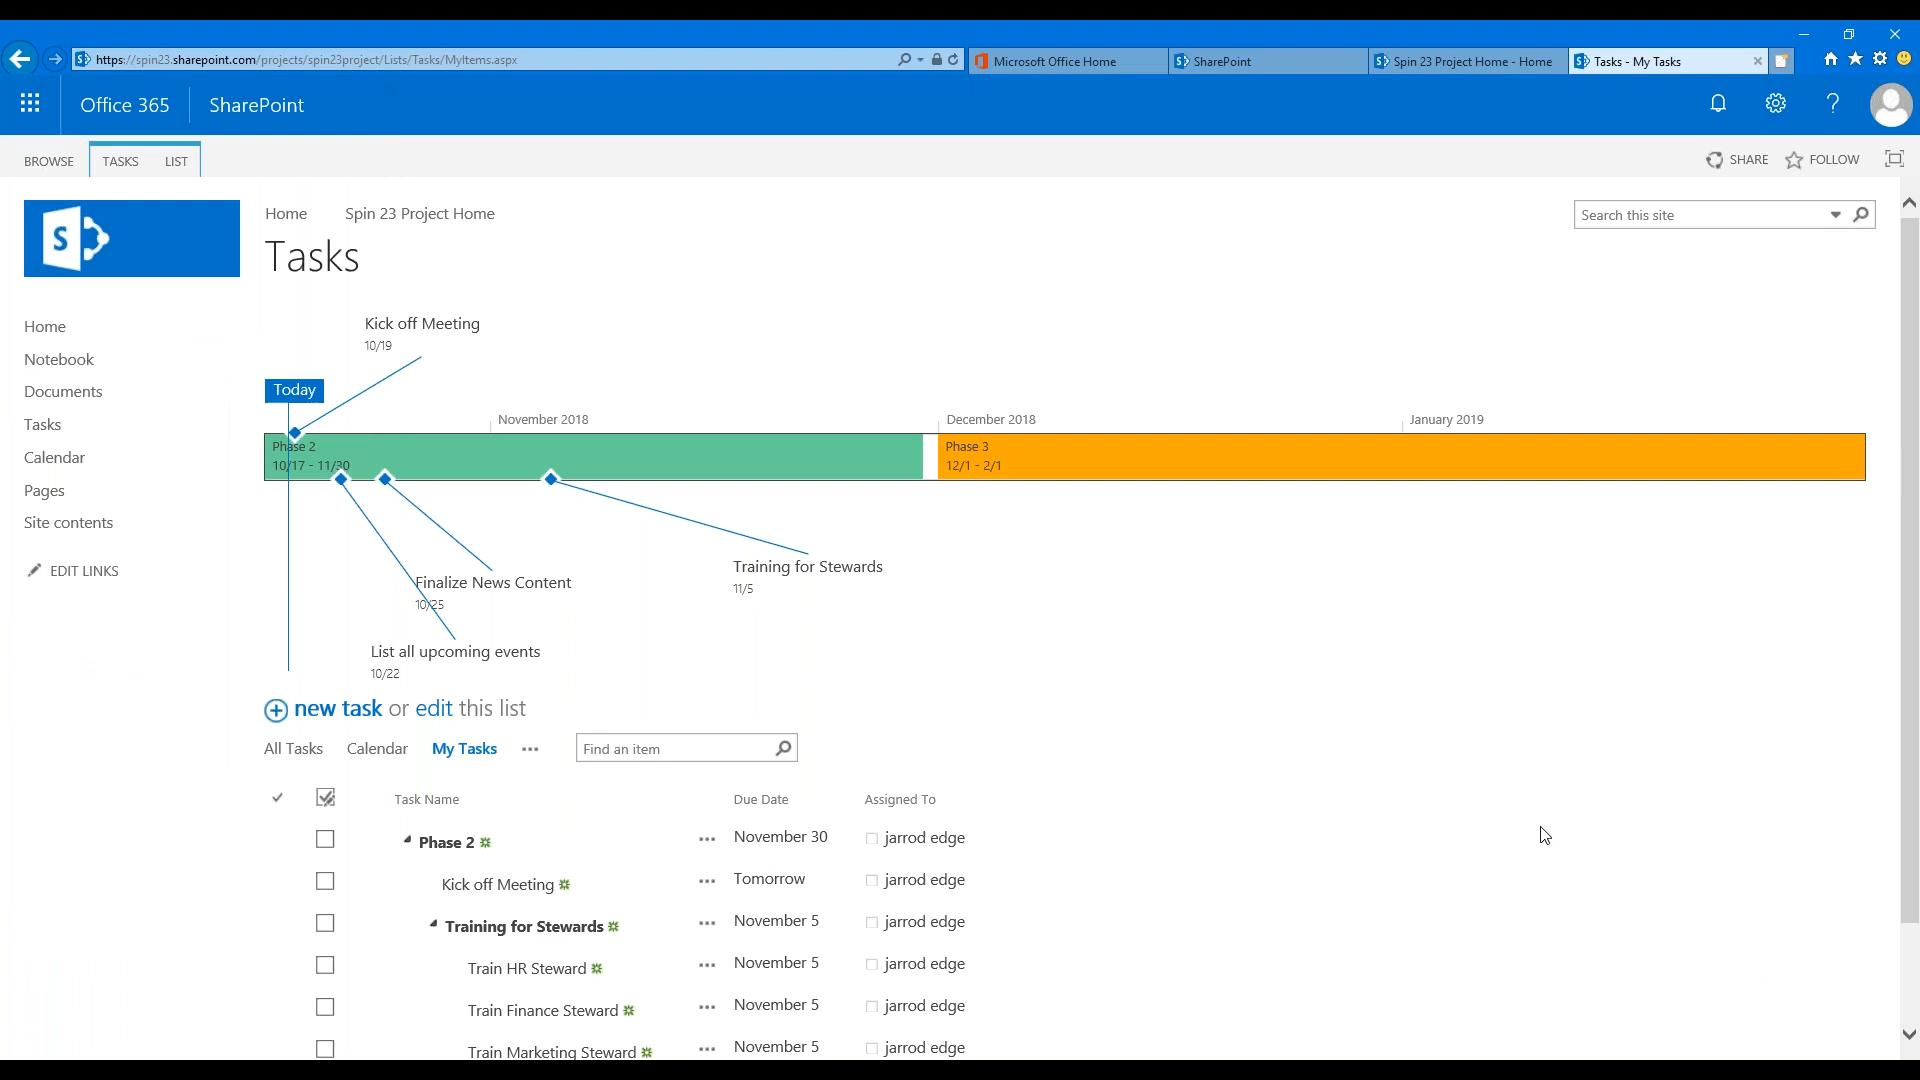 https://spin23.sharepoint.com/projects/spin23project/Lists/Tasks/MyItems.aspx
Microsoft Office Home
SharePoint
Spin 23 Project Home - Home
Tasks - My Tasks
Office 365
SharePoint
BROWSE
TASKS
LIST
SHARE
FOLLOW
Home
Spin 23 Project Home
Search this site
Tasks
Home
Notebook
Documents
Tasks
Calendar
Pages
Site contents
EDIT LINKS
Kick off Meeting
10/19
Today
November 2018
December 2018
January 2019
Phase 2
10/17 - 11/30
Phase 3
12/1 - 2/1
Training for Stewards
11/5
Finalize News Content
10/25
List all upcoming events
10/22
new task or edit this list
All Tasks
Calendar
My Tasks
Find an item
Task Name
Due Date
Assigned To
Phase 2
November 30
jarrod edge
Kick off Meeting
Tomorrow
jarrod edge
Training for Stewards
November 5
jarrod edge
Train HR Steward
November 5
jarrod edge
Train Finance Steward
November 5
jarrod edge
Train Marketing Steward
November 5
jarrod edge